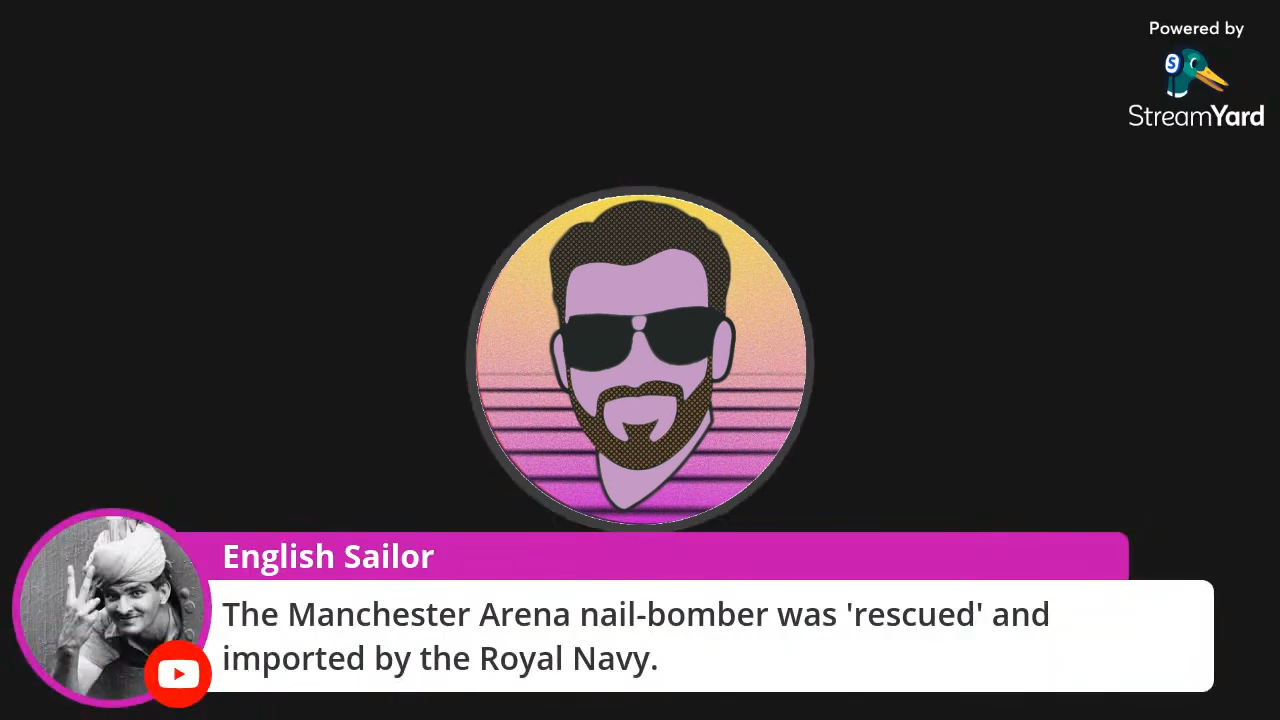 Powered by
S
StreamYard
English Sailor
The Manchester Arena nail-bomber was 'rescued' and
imported by the Royal Navy.